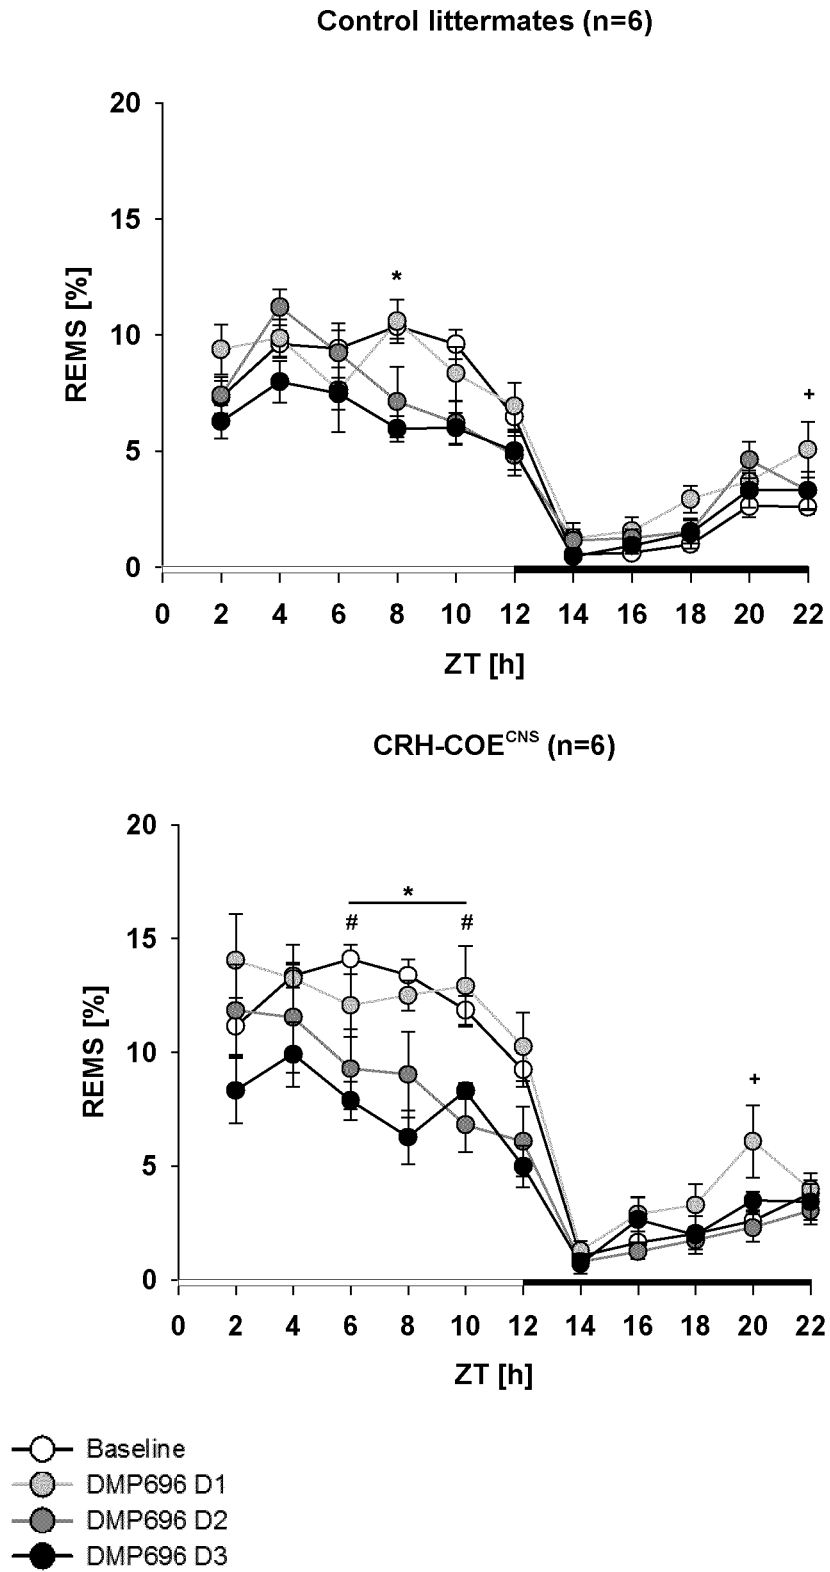 Control littermates (n=6)
20
15
10
5
0
REMS [%]
*
+
0 2 4 6 8 10 12 14 16 18 20 22
ZT [h]
CRH-COE^CNS (n=6)
20
15
10
5
0
REMS [%]
*
# #
+
0 2 4 6 8 10 12 14 16 18 20 22
ZT [h]
Baseline
DMP696 D1
DMP696 D2
DMP696 D3